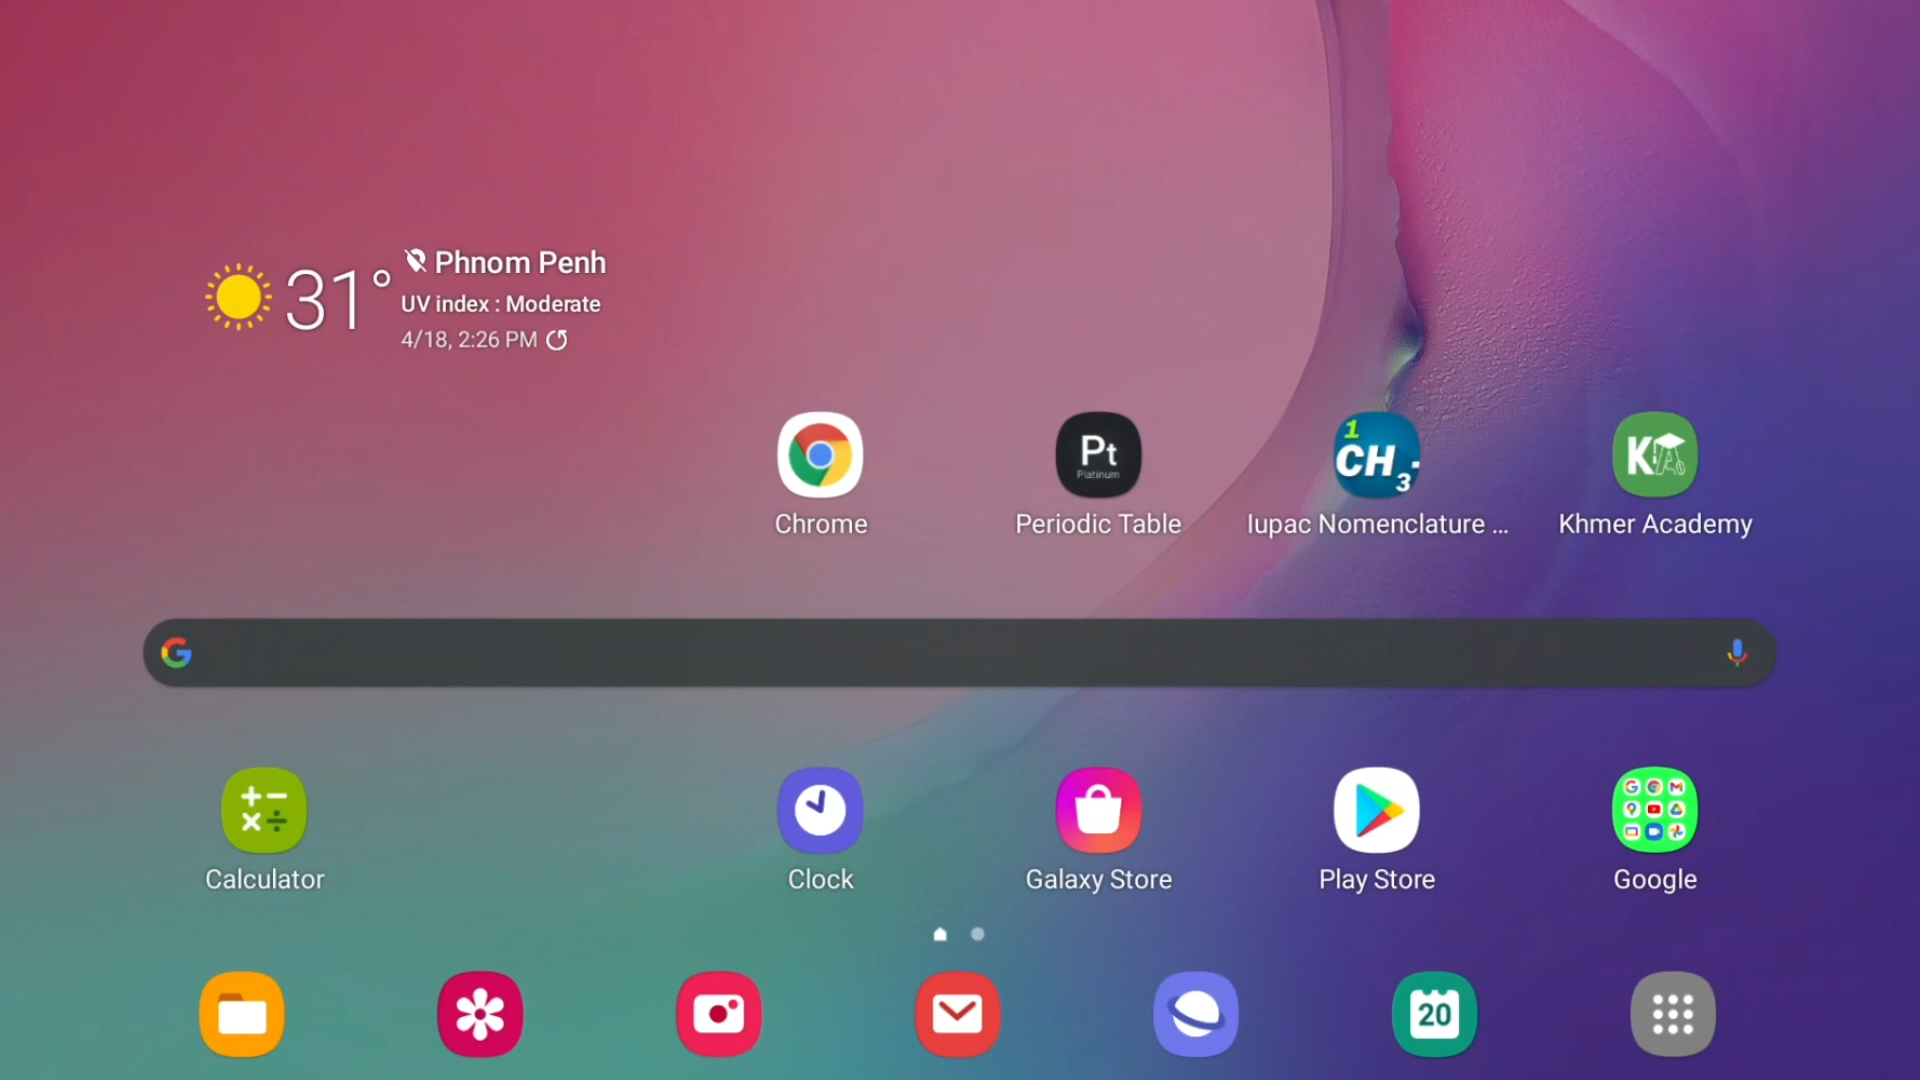 31°
Phnom Penh
UV index : Moderate
4/18, 2:26 PM
Pt
Platinum
1
CH3-
K
Chrome
Periodic Table
Iupac Nomenclature ...
Khmer Academy
G
Calculator
Clock
Galaxy Store
Play Store
Google
20